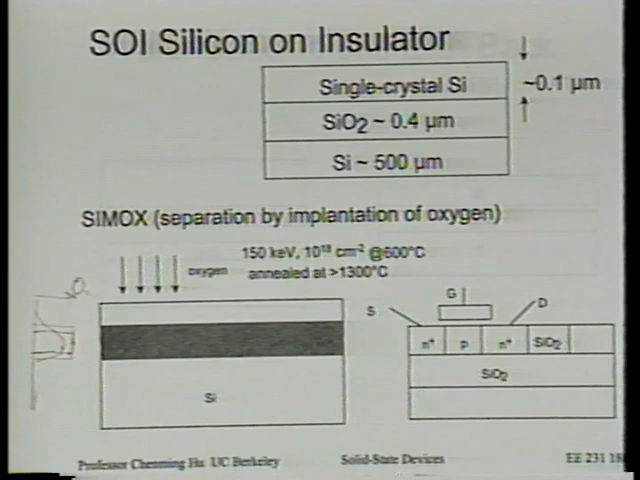 SOI Silicon on Insulator
Single-crystal Si
~0.1 µm
SiO2 ~ 0.4 µm
Si ~ 500 µm
SIMOX (separation by implantation of oxygen)
150 keV, 10¹⁸ cm⁻² @600°C
oxygen annealed at >1300°C
G
S
D
n⁺ p n⁺ SiO2
SiO2
Si
Professor Chenming Hu UC Berkeley Solid-State Devices EE 231